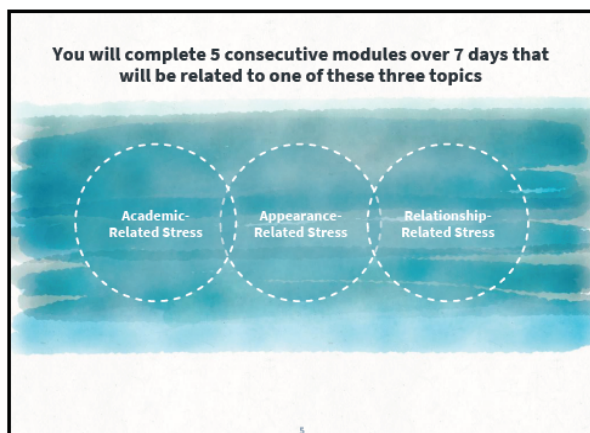 You will complete 5 consecutive modules over 7 days that
will be related to one of these three topics
Academic-
Related Stress
Appearance-
Related Stress
Relationship-
Related Stress
5